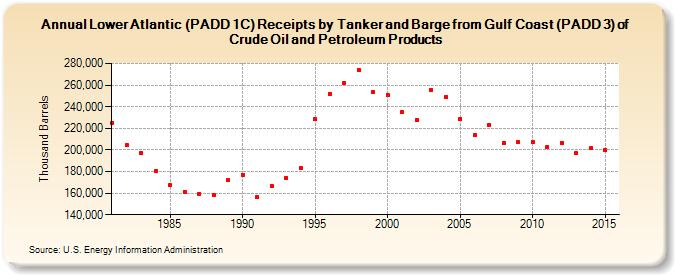 Annual Lower Atlantic (PADD 1C) Receipts by Tanker and Barge from Gulf Coast (PADD 3) of
Crude Oil and Petroleum Products
Thousand Barrels
280,000
260,000
240,000
220,000
200,000
180,000
160,000
140,000
1985 1990 1995 2000 2005 2010 2015
Source: U.S. Energy Information Administration